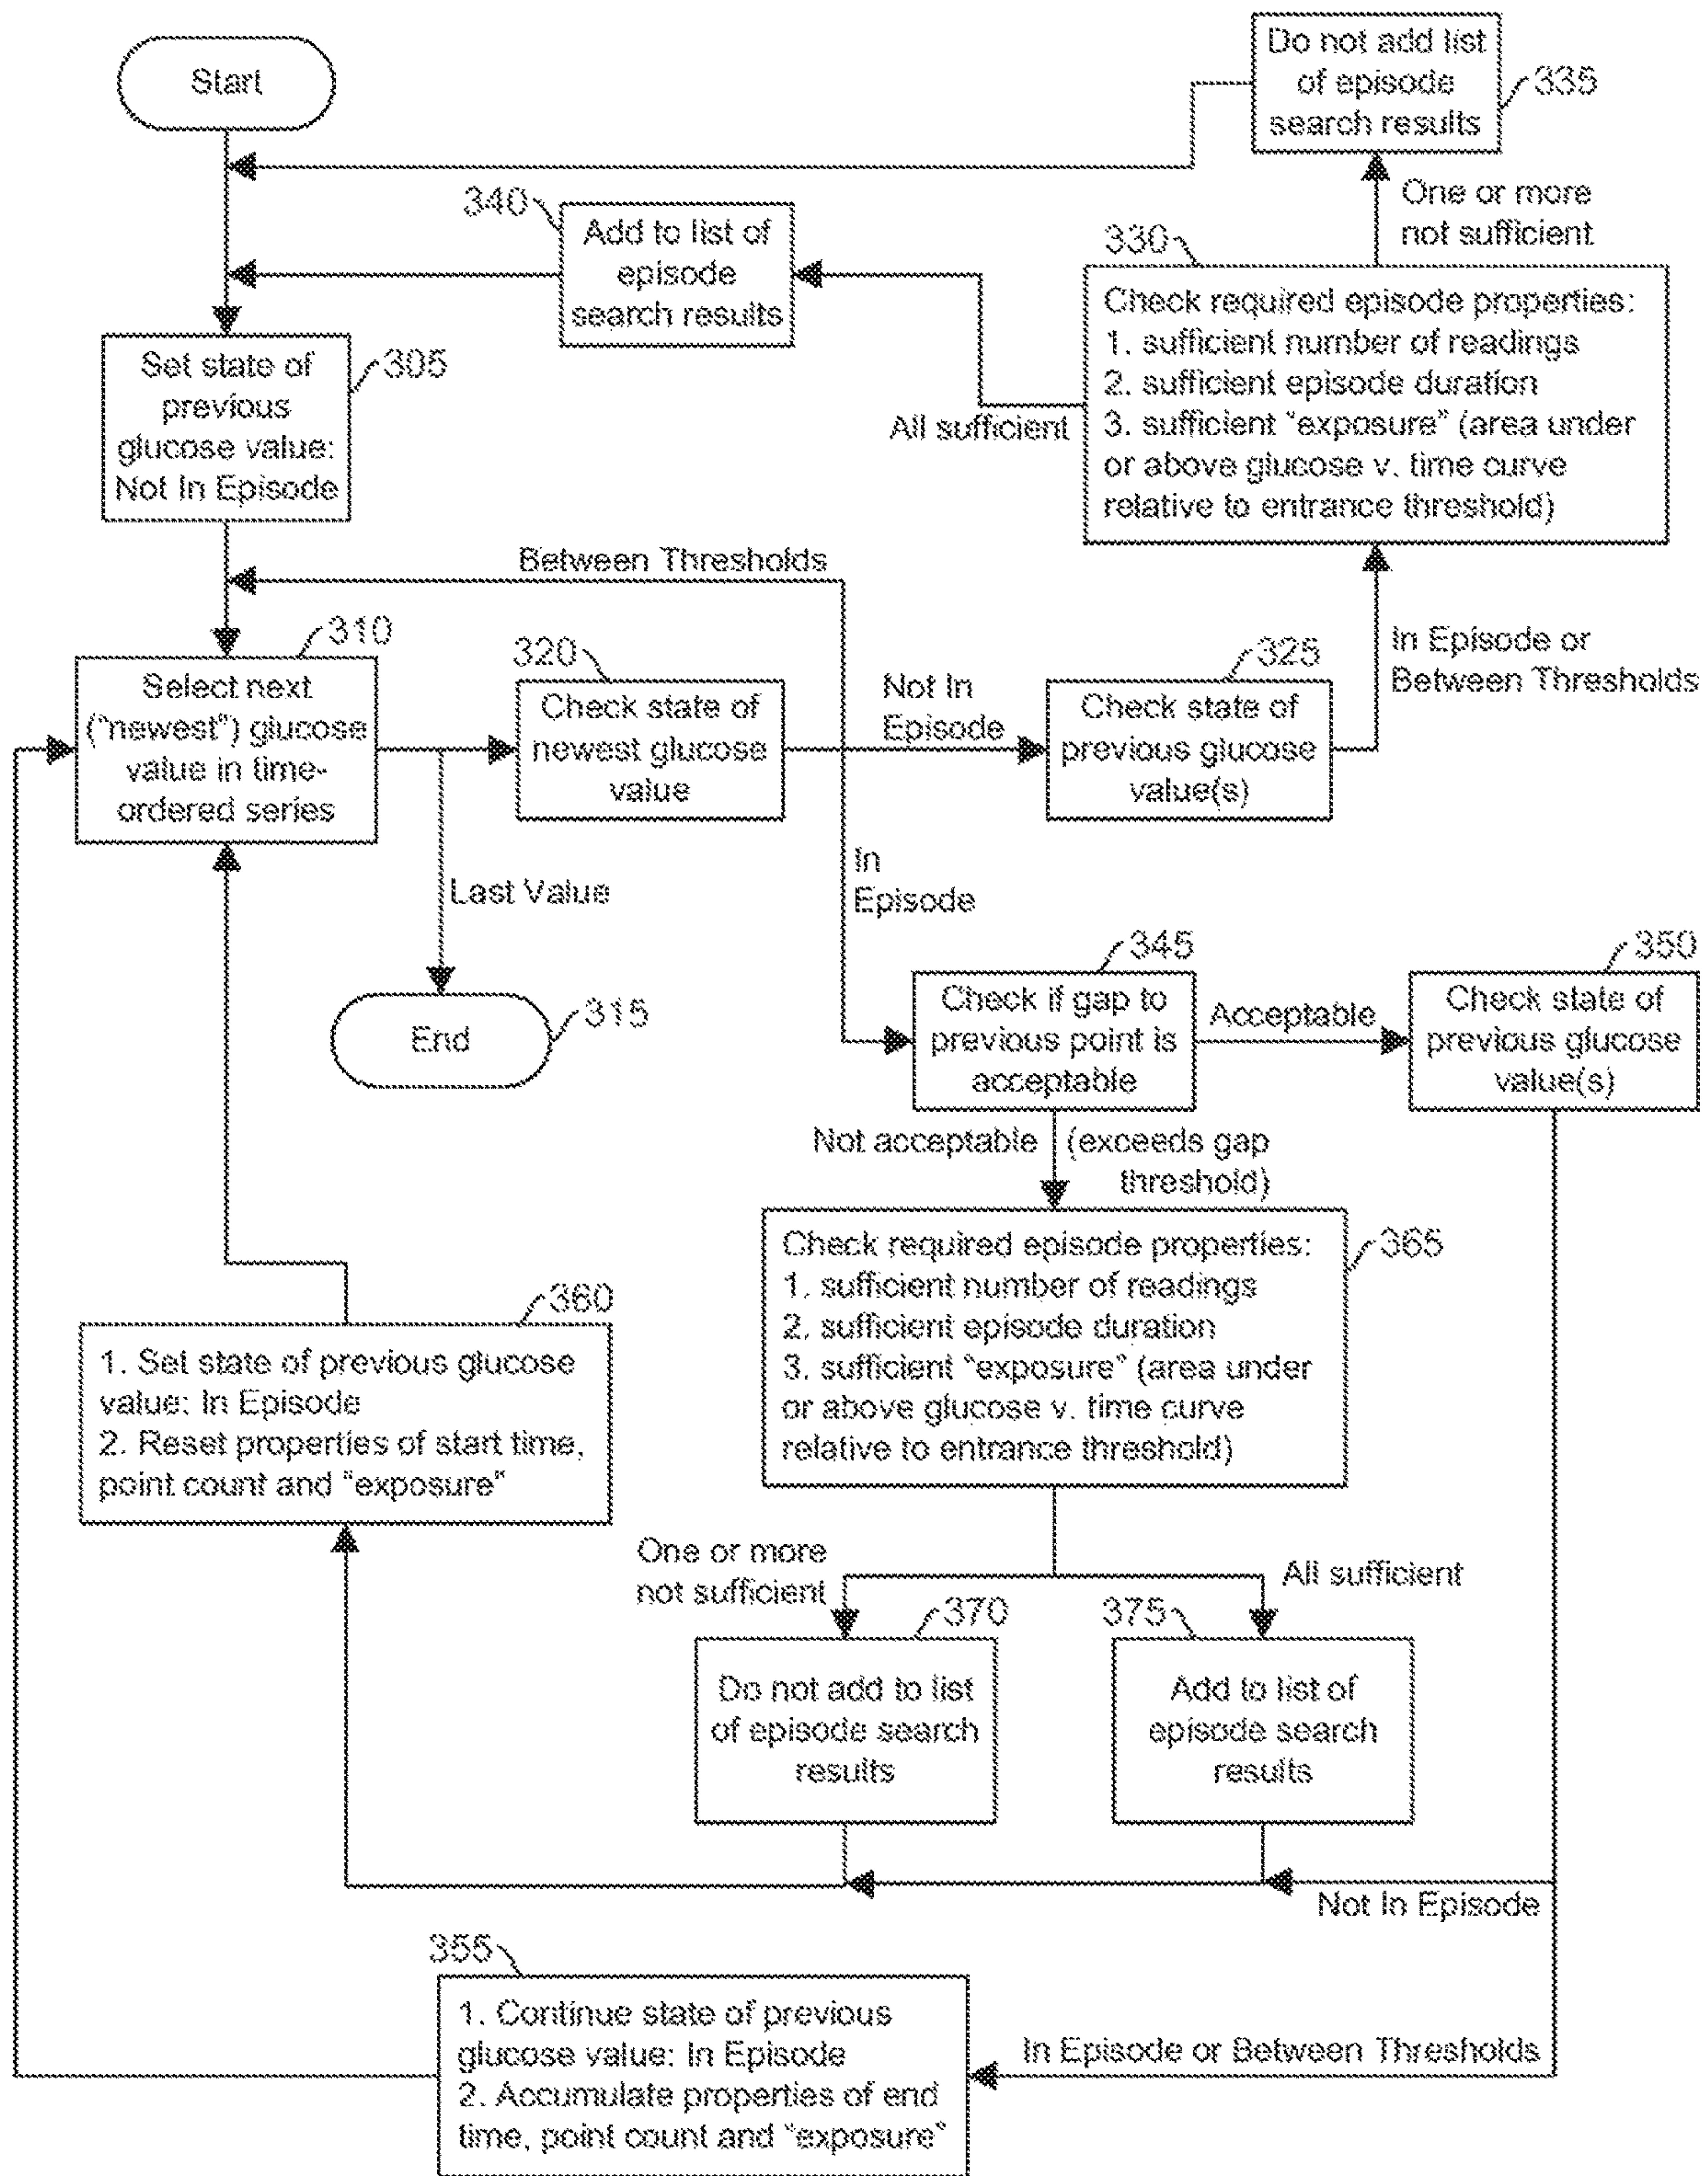 Start
Do not add list
of episode
search results
335
One or more
not sufficient
340
Add to list of
episode
search results
330
Check required episode properties:
1. sufficient number of readings
2. sufficient episode duration
3. sufficient "exposure" (area under
or above glucose v. time curve
relative to entrance threshold)
All sufficient
Set state of
previous
glucose value:
Not In Episode
305
Between Thresholds
310
Select next
("newest") glucose
value in time-
ordered series
320
Check state of
newest glucose
value
Not In
Episode
325
Check state of
previous glucose
value(s)
In Episode or
Between Thresholds
Last Value
End
315
In
Episode
345
Check if gap to
previous point is
acceptable
Acceptable
350
Check state of
previous glucose
value(s)
Not acceptable (exceeds gap
threshold)
365
Check required episode properties:
1. sufficient number of readings
2. sufficient episode duration
3. sufficient "exposure" (area under
or above glucose v. time curve
relative to entrance threshold)
360
1. Set state of previous glucose
value: In Episode
2. Reset properties of start time,
point count and "exposure"
One or more
not sufficient
All sufficient
370
Do not add to list
of episode search
results
375
Add to list of
episode search
results
Not In Episode
355
1. Continue state of previous
glucose value: In Episode
2. Accumulate properties of end
time, point count and "exposure"
In Episode or Between Thresholds